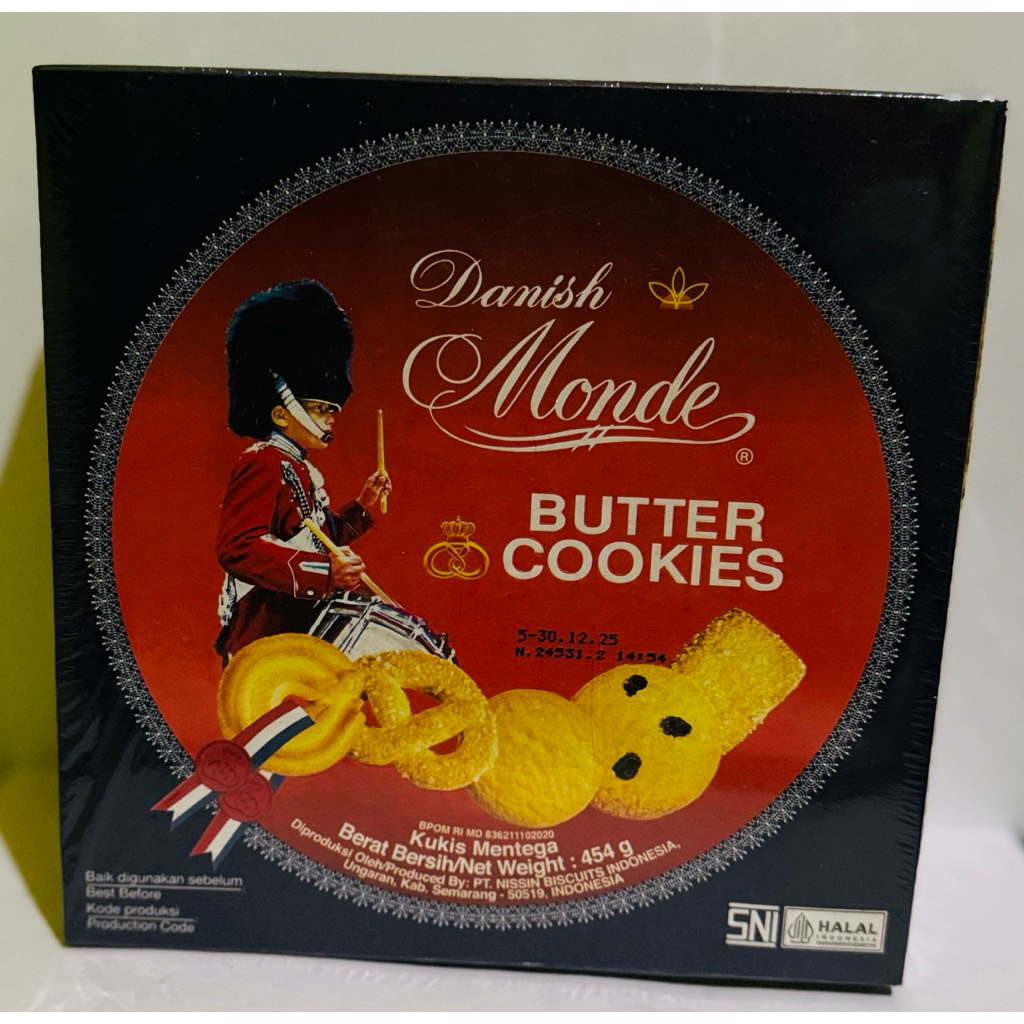 Danish
Monde
®
BUTTER
COOKIES
5-30.12.25
N.24531.2 14:54
BPOM RI MD 836211102020
Kukis Mentega
Berat Bersih/Net Weight : 454 g
Diproduksi Oleh/Produced By: PT. NISSIN BISCUITS INDONESIA,
Ungaran, Kab. Semarang - 50519, INDONESIA
Baik digunakan sebelum
Best Before
Kode produksi
Production Code
SNI
HALAL
INDONESIA